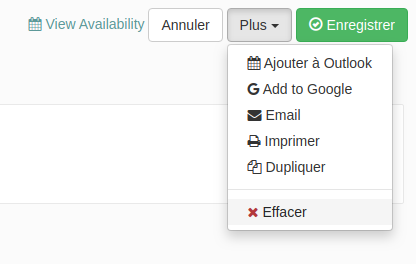 View Availability Annuler Plus Enregistrer
Ajouter à Outlook
Add to Google
Email
Imprimer
Dupliquer
Effacer